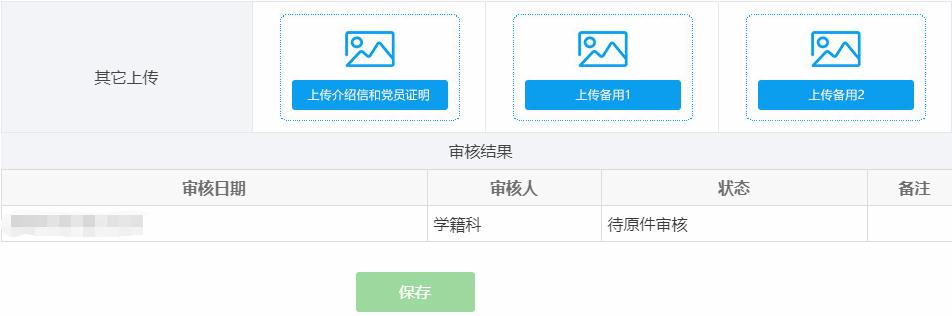 其它上传
上传介绍信和党员证明
上传备用1
上传备用2
审核结果
审核日期 审核人 状态 备注
学籍科 待原件审核
保存